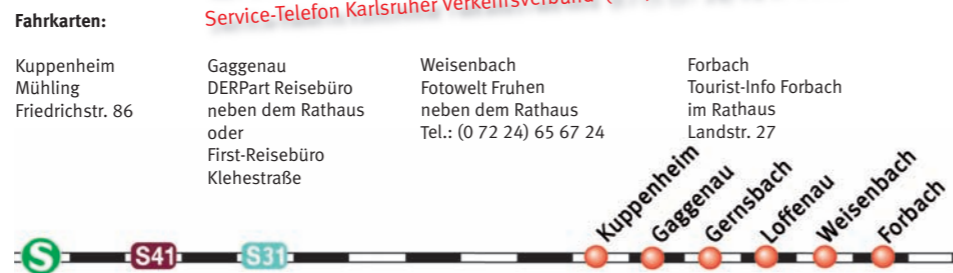 Fahrkarten:
Service-Telefon Karlsruher Verkehrsverbund
Kuppenheim
Mühling
Friedrichstr. 86
Gaggenau
DERPart Reisebüro
neben dem Rathaus
oder
First-Reisebüro
Klehestraße
Weisenbach
Fotowelt Fruhen
neben dem Rathaus
Tel.: (0 72 24) 65 67 24
Forbach
Tourist-Info Forbach
im Rathaus
Landstr. 27
S
S41
S31
Kuppenheim
Gaggenau
Gernsbach
Loffenau
Weisenbach
Forbach